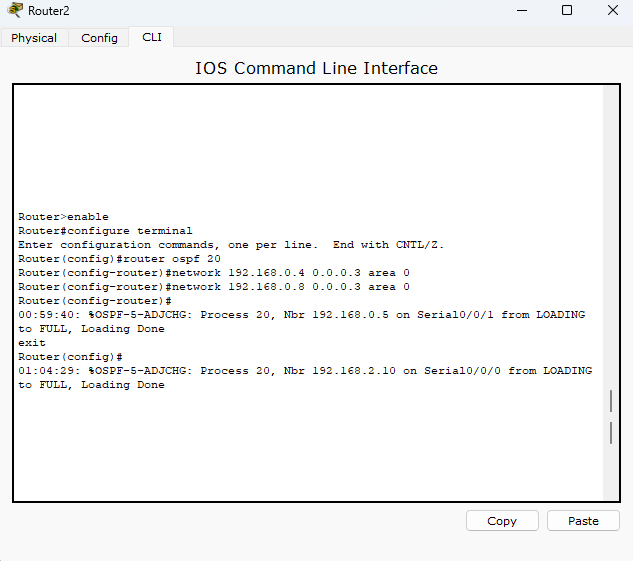 Router2
Physical Config CLI
IOS Command Line Interface
Router>enable
Router#configure terminal
Enter configuration commands, one per line.  End with CNTL/Z.
Router(config)#router ospf 20
Router(config-router)#network 192.168.0.4 0.0.0.3 area 0
Router(config-router)#network 192.168.0.8 0.0.0.3 area 0
Router(config-router)#
00:59:40: %OSPF-5-ADJCHG: Process 20, Nbr 192.168.0.5 on Serial0/0/1 from LOADING
to FULL, Loading Done
exit
Router(config)#
01:04:29: %OSPF-5-ADJCHG: Process 20, Nbr 192.168.2.10 on Serial0/0/0 from LOADING
to FULL, Loading Done
Copy Paste